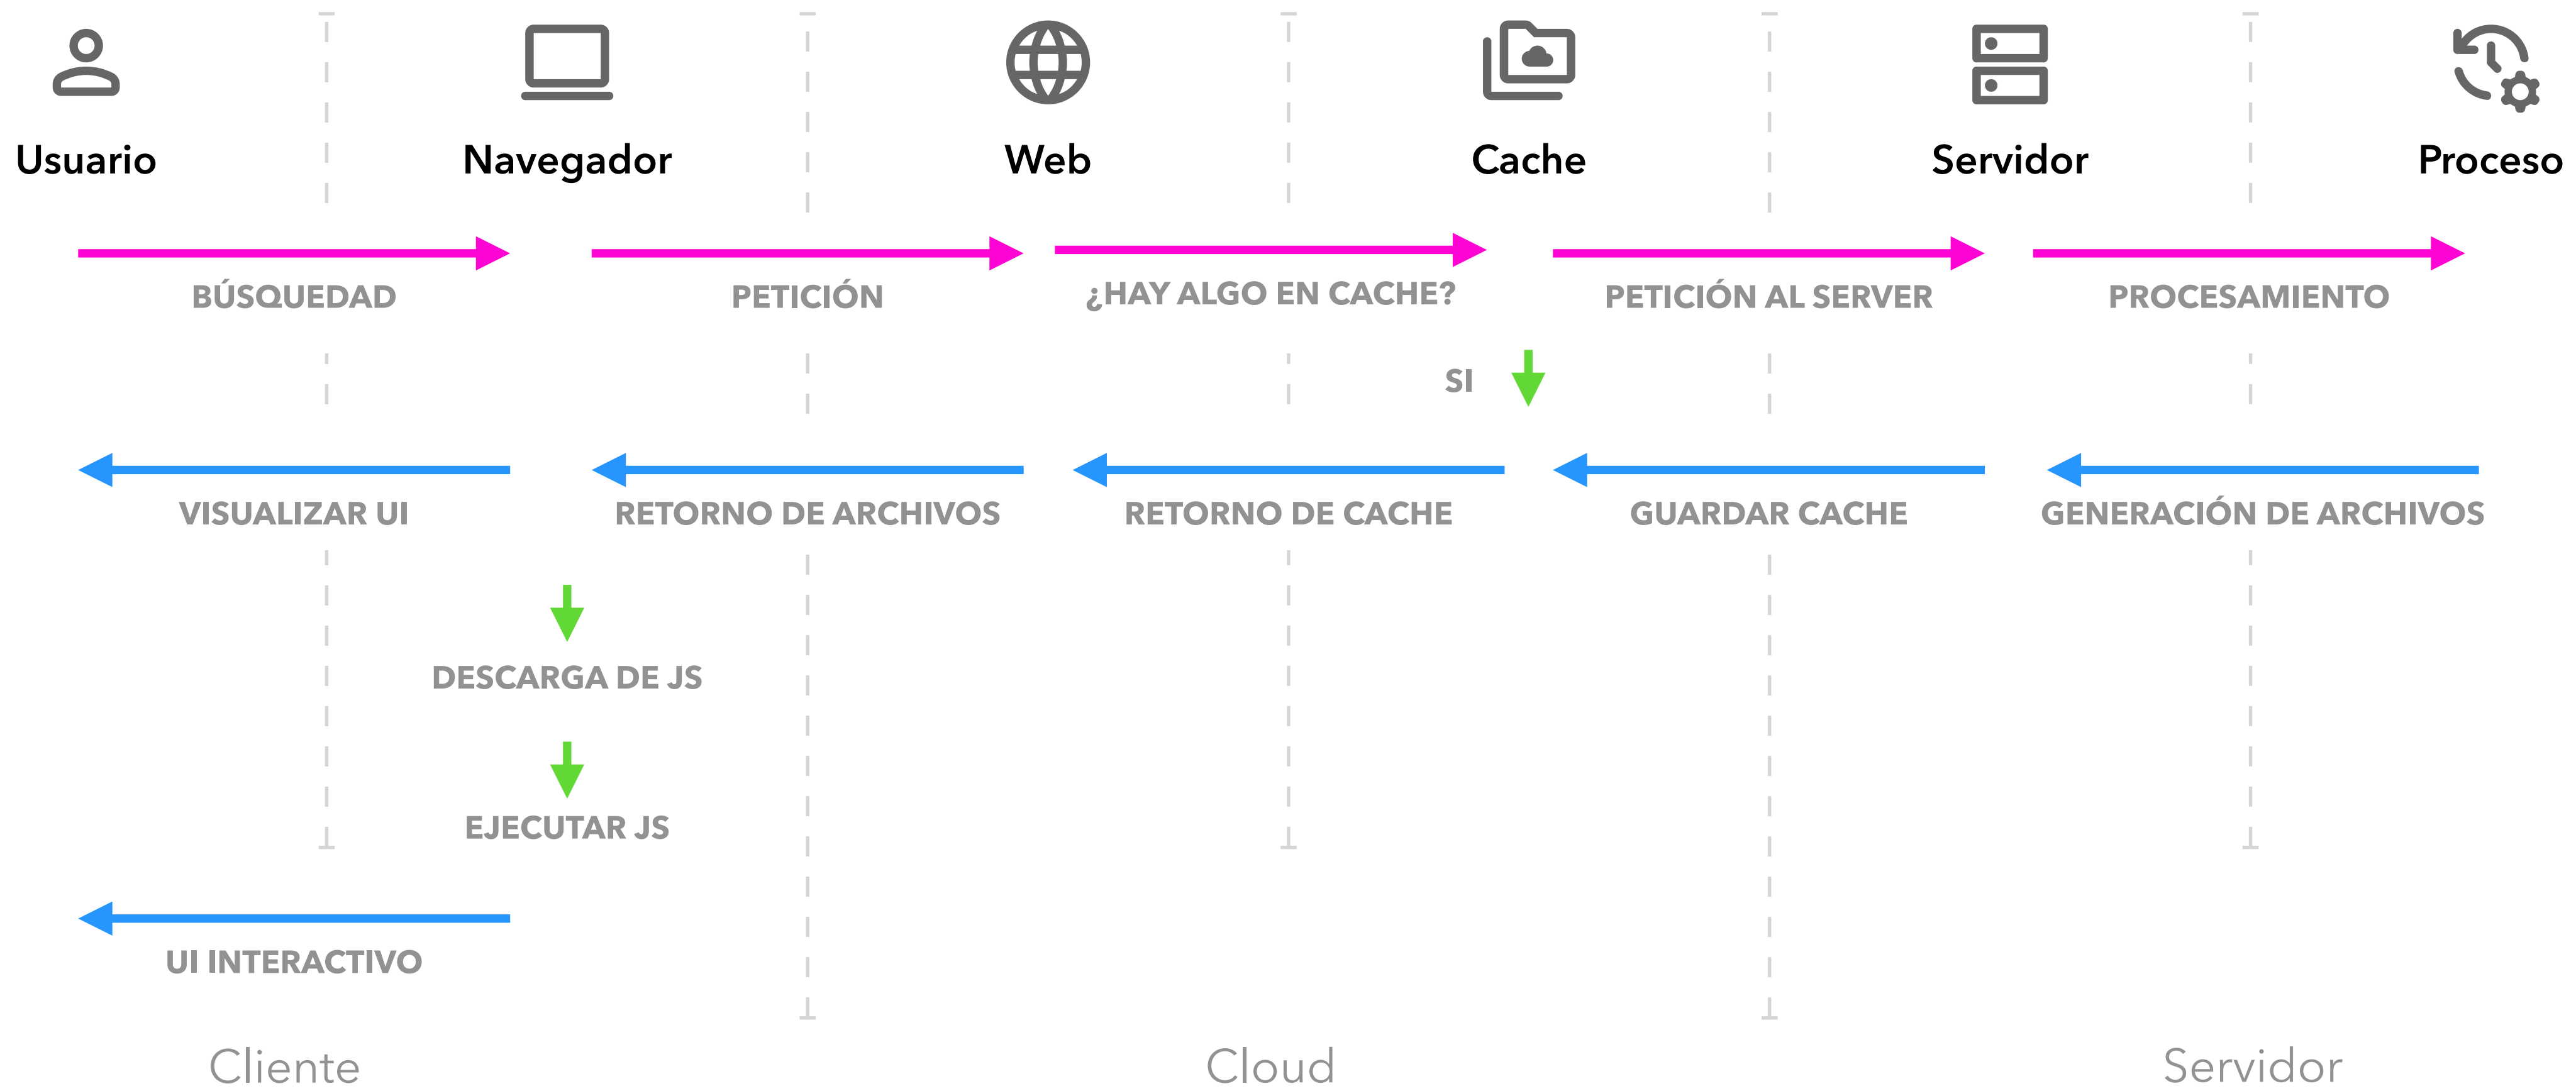 Usuario
Navegador
Web
Cache
Servidor
Proceso
BÚSQUEDAD
PETICIÓN
¿HAY ALGO EN CACHE?
PETICIÓN AL SERVER
PROCESAMIENTO
SI
VISUALIZAR UI
RETORNO DE ARCHIVOS
RETORNO DE CACHE
GUARDAR CACHE
GENERACIÓN DE ARCHIVOS
DESCARGA DE JS
EJECUTAR JS
UI INTERACTIVO
Cliente
Cloud
Servidor